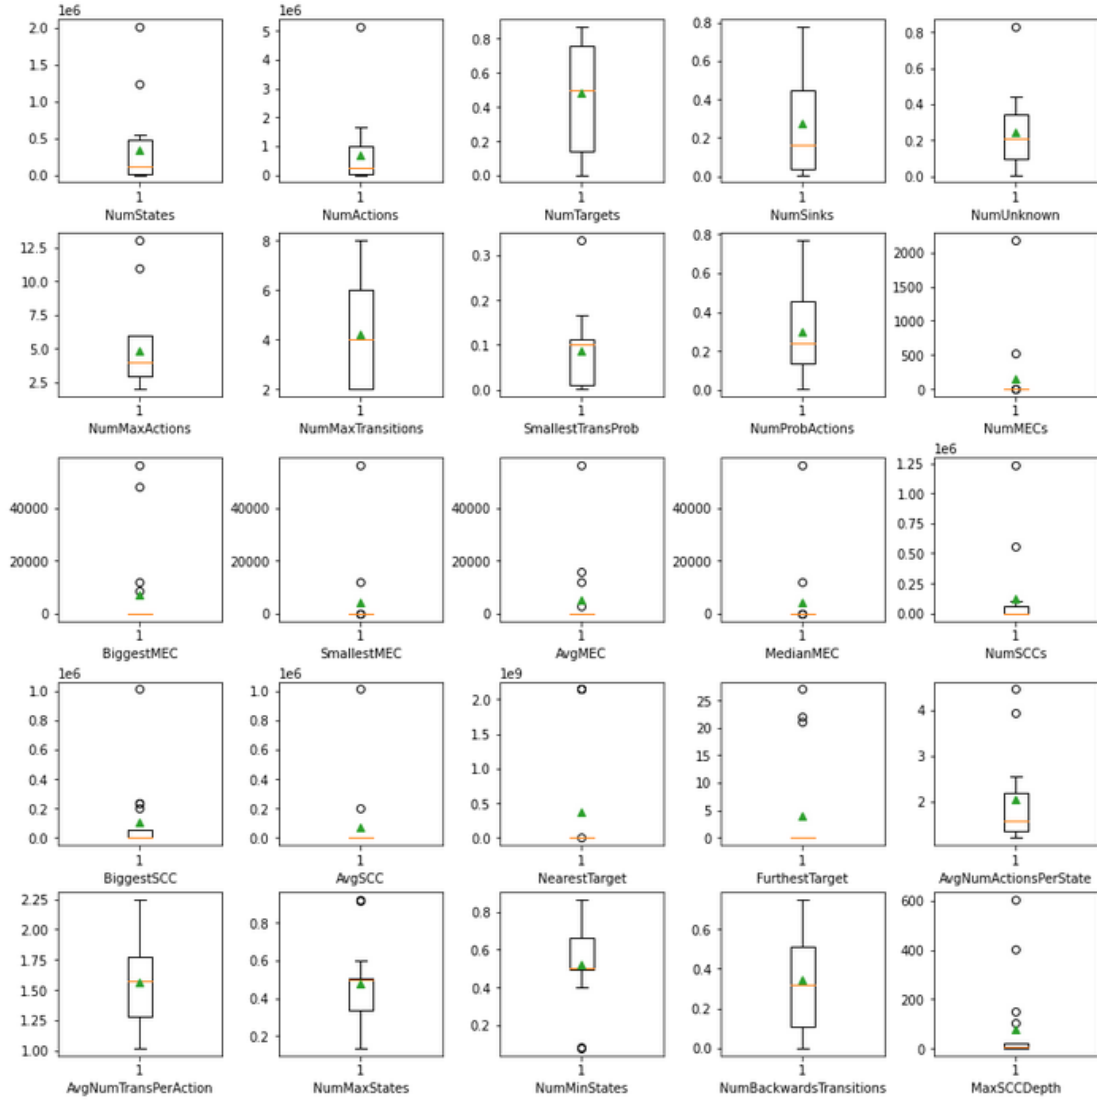 1e6 1e6
2.0 1.5 1.0 0.5 0.0 5 4 3 2 1 0 0.8 0.6 0.4 0.2 0.0 0.8 0.6 0.4 0.2 0.0 0.8 0.6 0.4 0.2 0.0
1 1 1 1 1
NumStates NumActions NumTargets NumSinks NumUnknown
12.5 10.0 7.5 5.0 2.5 8 6 4 2 0.3 0.2 0.1 0.0 0.8 0.6 0.4 0.2 0.0 2000 1500 1000 500 0
1 1 1 1 1
NumMaxActions NumMaxTransitions SmallestTransProb NumProbActions NumMECs
1e6
40000 20000 0 40000 20000 0 40000 20000 0 40000 20000 0 1.25 1.00 0.75 0.50 0.25 0.00
1 1 1 1 1
BiggestMEC SmallestMEC AvgMEC MedianMEC NumSCCs
1e6 1e6 1e9
1.0 0.8 0.6 0.4 0.2 0.0 1.0 0.8 0.6 0.4 0.2 0.0 2.0 1.5 1.0 0.5 0.0 25 20 15 10 5 0 4 3 2
1 1 1 1 1
BiggestSCC AvgSCC NearestTarget FurthestTarget AvgNumActionsPerState
2.25 2.00 1.75 1.50 1.25 1.00 0.8 0.6 0.4 0.2 0.8 0.6 0.4 0.2 0.6 0.4 0.2 0.0 600 400 200 0
1 1 1 1 1
AvgNumTransPerAction NumMaxStates NumMinStates NumBackwardsTransitions MaxSCCDepth